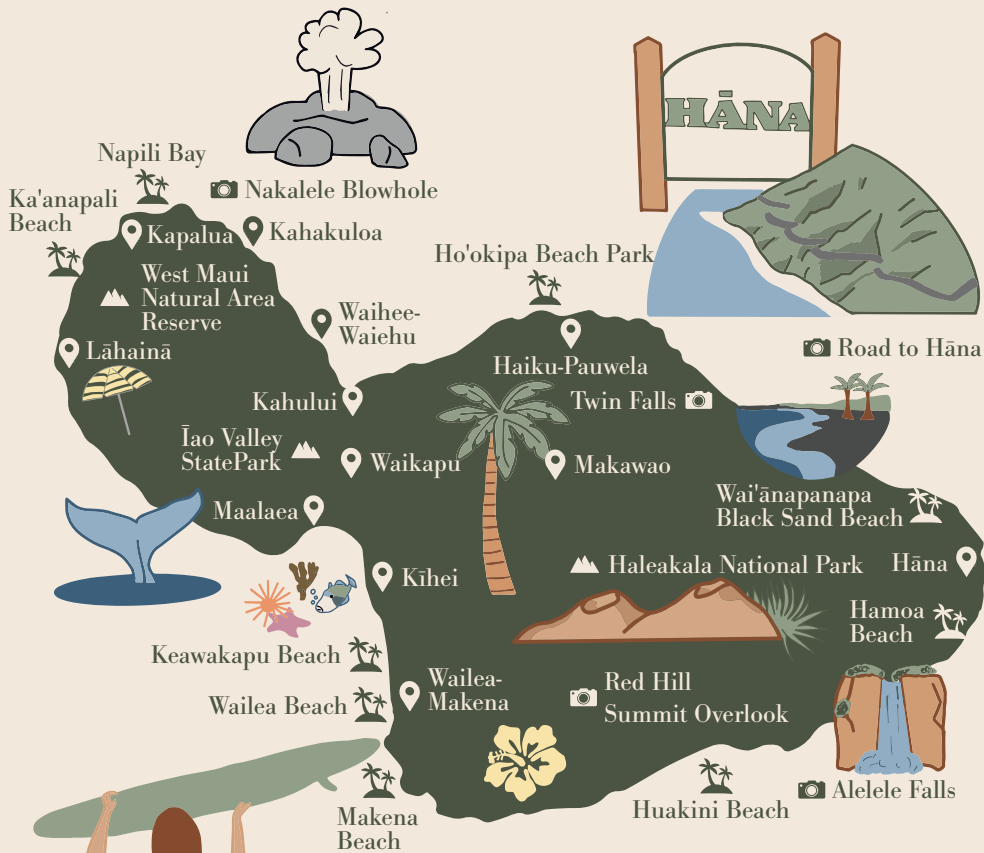 HĀNA
Napili Bay
Nakalele Blowhole
Ka'anapali
Beach
Kapalua
Kahakuloa
Ho'okipa Beach Park
West Maui
Natural Area
Reserve
Waihee-
Waiehu
Lāhainā
Road to Hāna
Haiku-Pauwela
Kahului
Twin Falls
Īao Valley
StatePark
Waikapu
Makawao
Wai'ānapanapa
Black Sand Beach
Maalaea
Haleakala National Park
Hāna
Kīhei
Hamoa
Beach
Keawakapu Beach
Wailea-
Makena
Red Hill
Summit Overlook
Wailea Beach
Alelele Falls
Huakini Beach
Makena
Beach